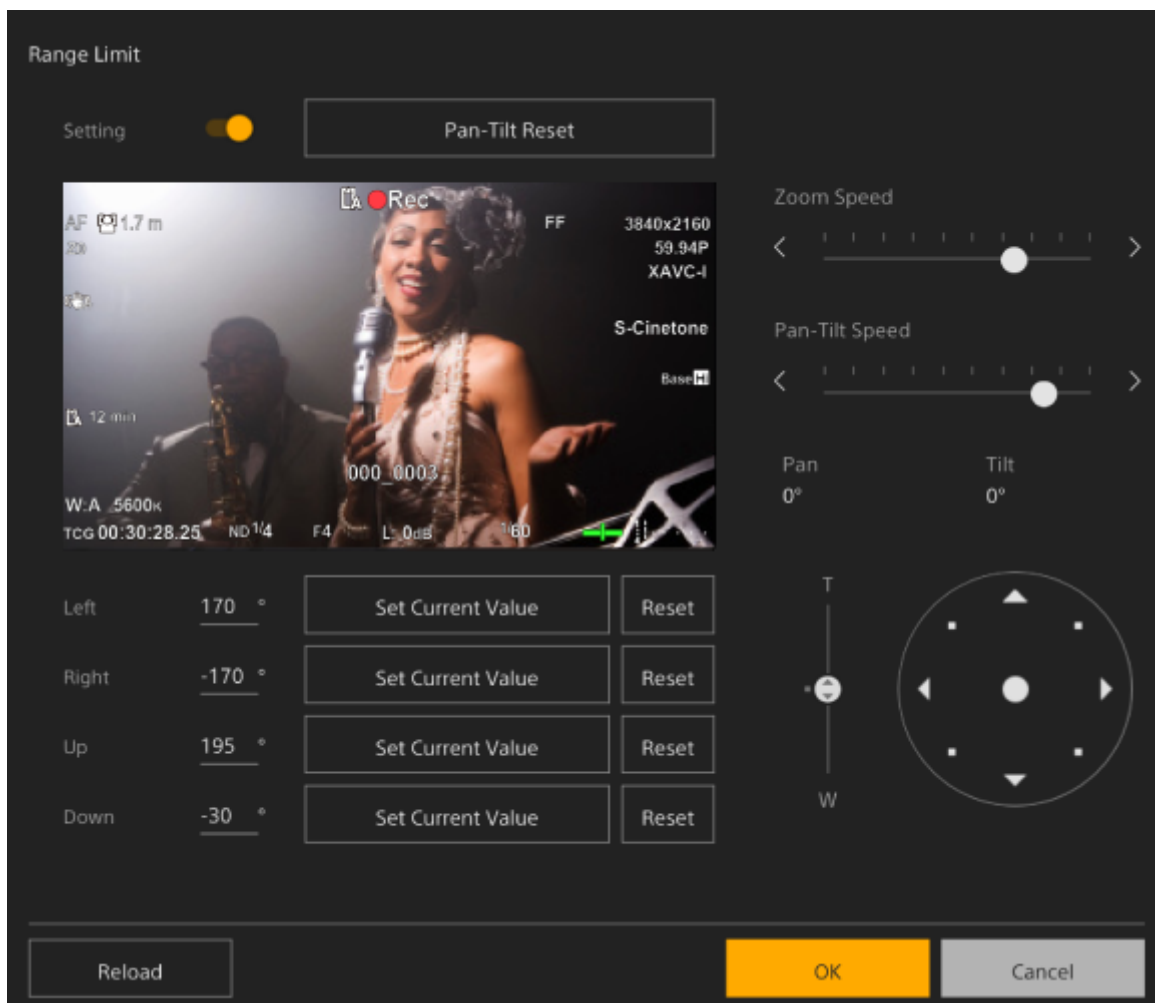 Range Limit
Setting
Pan-Tilt Reset
Rec
AF 1.7 m
FF
3840x2160
59.94P
XAVC-I
S-Cinetone
Base H
12 min
000_0003
W:A 5600K
TCG 00:30:28.25 ND 1/4 F4 L: 0dB 1/60
Zoom Speed
Pan-Tilt Speed
Pan Tilt
0° 0°
T
W
Left 170 ° Set Current Value Reset
Right -170 ° Set Current Value Reset
Up 195 ° Set Current Value Reset
Down -30 ° Set Current Value Reset
Reload
OK
Cancel